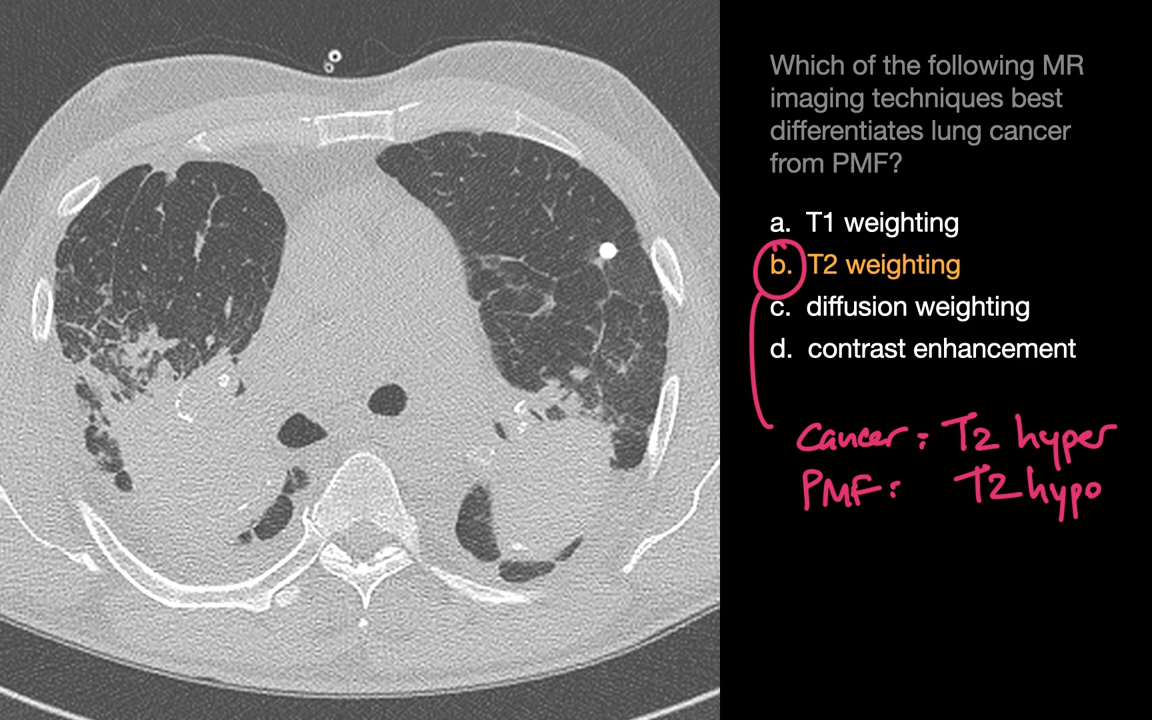 Which of the following MR
imaging techniques best
differentiates lung cancer
from PMF?
a. T1 weighting
b. T2 weighting
c. diffusion weighting
d. contrast enhancement
Cancer: T2 hyper
PMF: T2 hypo